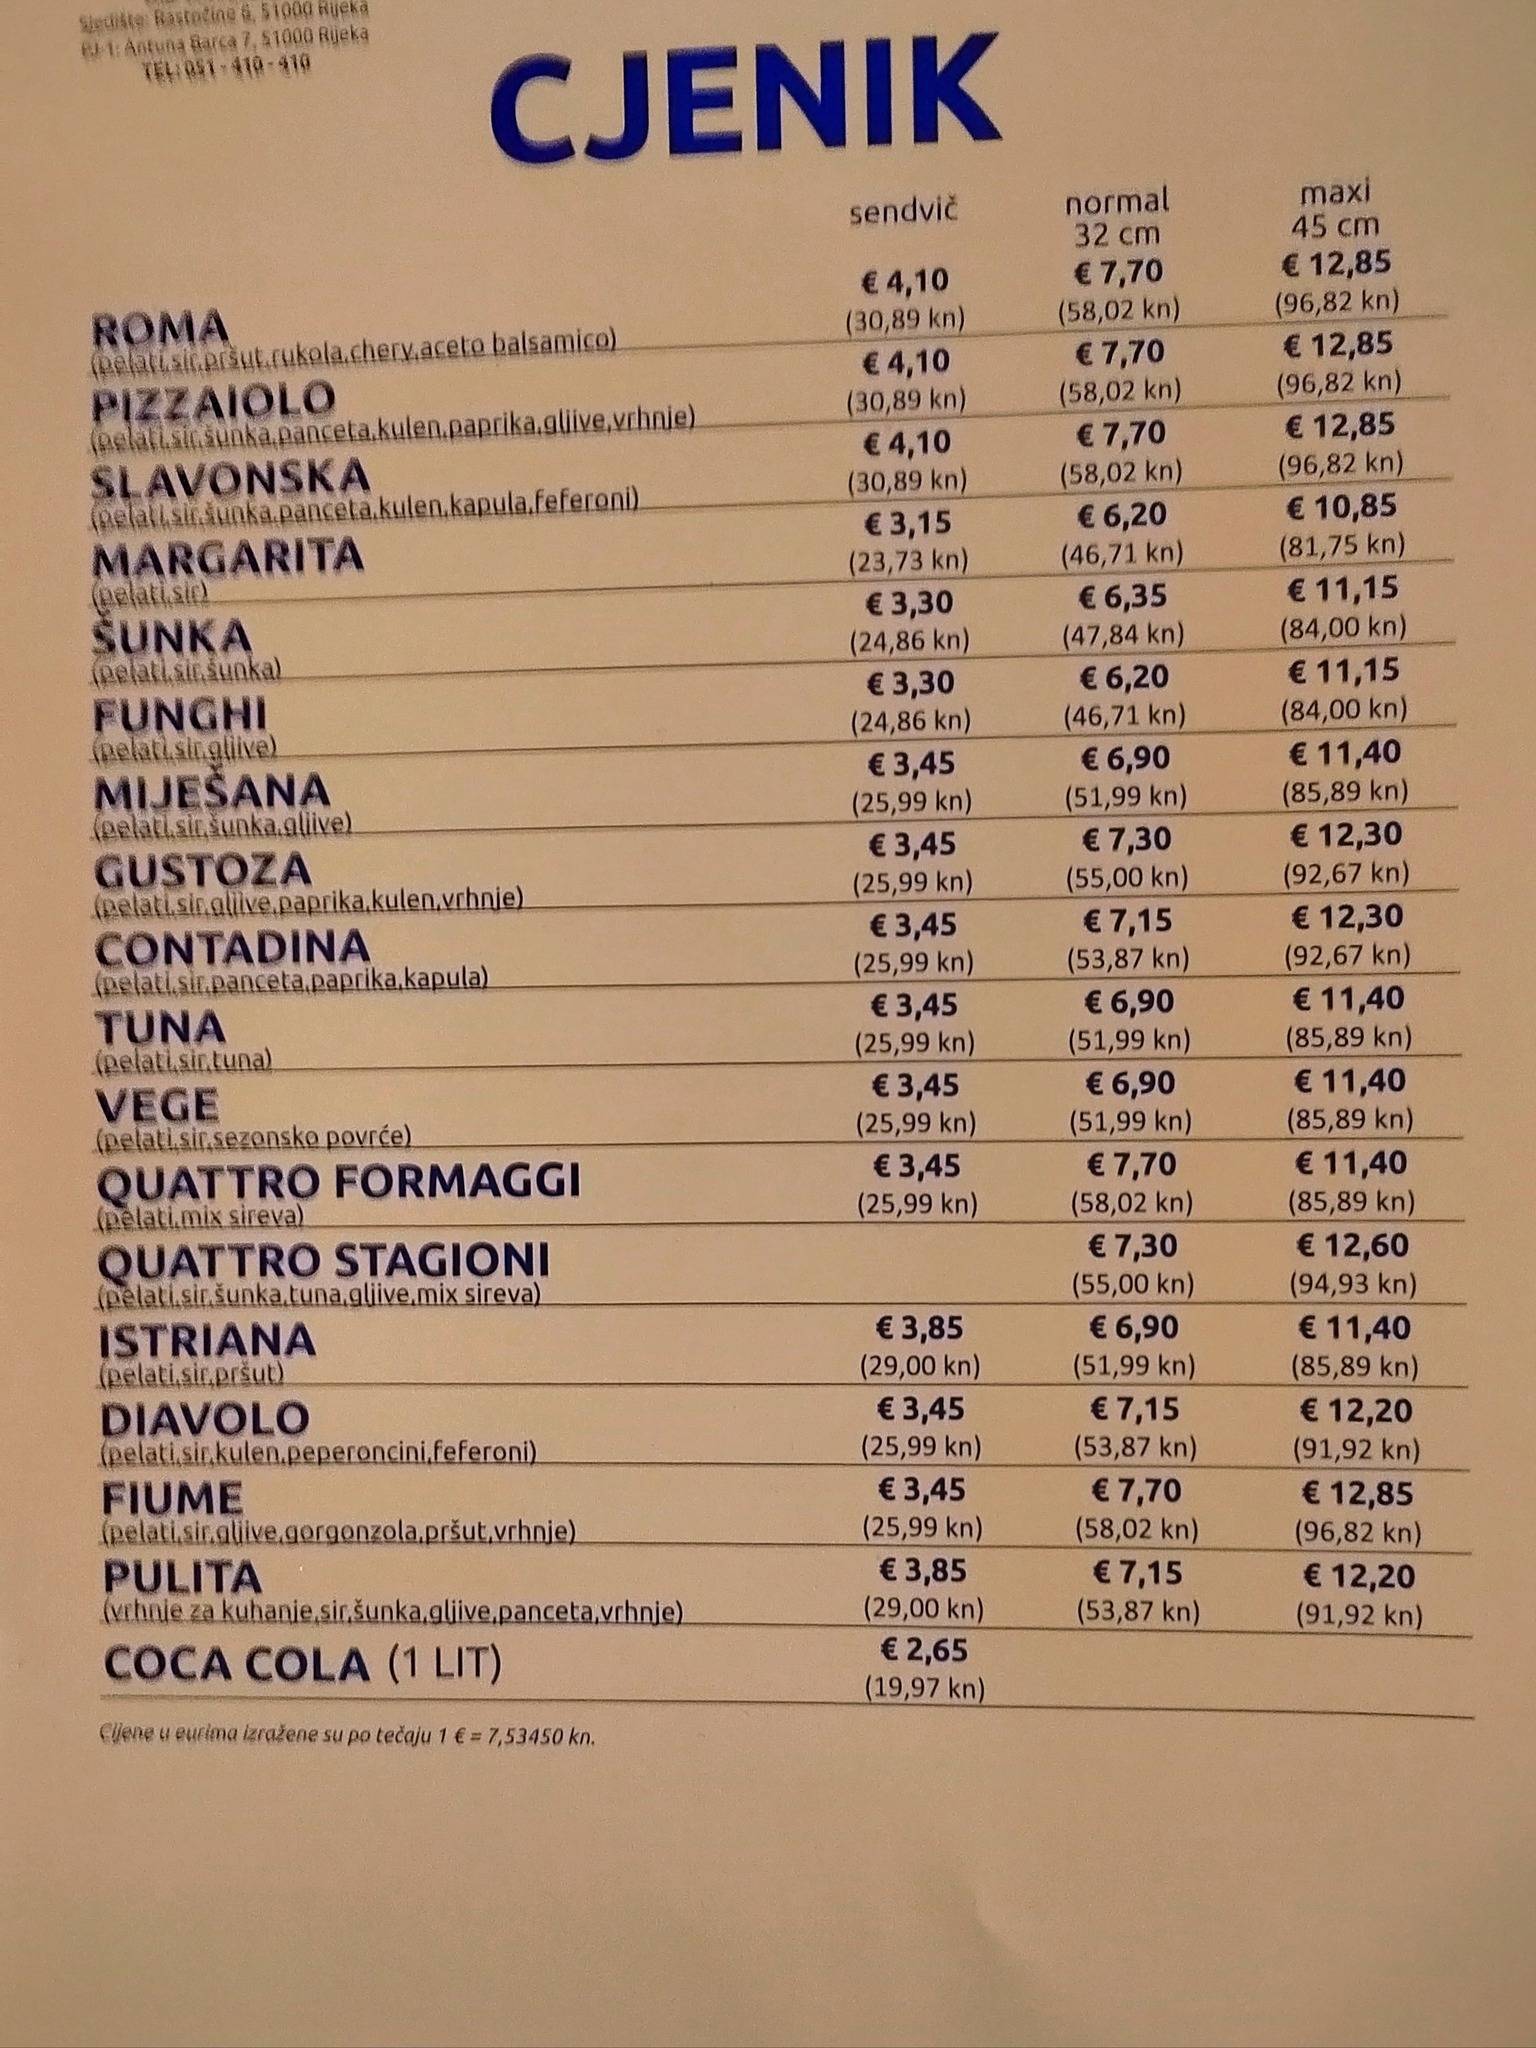 Sjedište: Rastočine 6, 51000 Rijeka
PJ-1: Antuna Barca 7, 51000 Rijeka
TEL: 051 - 410 - 410
CJENIK
sendvič normal maxi
32 cm 45 cm
€ 4,10 € 7,70 € 12,85
ROMA (30,89 kn) (58,02 kn) (96,82 kn)
(pelati,sir,pršut,rukola,chery,aceto balsamico)
€ 4,10 € 7,70 € 12,85
PIZZAIOLO (30,89 kn) (58,02 kn) (96,82 kn)
(pelati,sir,šunka,panceta,kulen,paprika,gljive,vrhnje)
€ 4,10 € 7,70 € 12,85
SLAVONSKA (30,89 kn) (58,02 kn) (96,82 kn)
(pelati,sir,šunka,panceta,kulen,kapula,feferoni)
€ 3,15 € 6,20 € 10,85
MARGARITA (23,73 kn) (46,71 kn) (81,75 kn)
(pelati,sir)
€ 3,30 € 6,35 € 11,15
ŠUNKA (24,86 kn) (47,84 kn) (84,00 kn)
(pelati,sir,šunka)
€ 3,30 € 6,20 € 11,15
FUNGHI (24,86 kn) (46,71 kn) (84,00 kn)
(pelati,sir,gljive)
€ 3,45 € 6,90 € 11,40
MIJEŠANA (25,99 kn) (51,99 kn) (85,89 kn)
(pelati,sir,šunka,gljive)
€ 3,45 € 7,30 € 12,30
GUSTOZA (25,99 kn) (55,00 kn) (92,67 kn)
(pelati,sir,gljive,paprika,kulen,vrhnje)
€ 3,45 € 7,15 € 12,30
CONTADINA (25,99 kn) (53,87 kn) (92,67 kn)
(pelati,sir,panceta,paprika,kapula)
€ 3,45 € 6,90 € 11,40
TUNA (25,99 kn) (51,99 kn) (85,89 kn)
(pelati,sir,tuna)
€ 3,45 € 6,90 € 11,40
VEGE (25,99 kn) (51,99 kn) (85,89 kn)
(pelati,sir,sezonsko povrće)
€ 3,45 € 7,70 € 11,40
QUATTRO FORMAGGI (25,99 kn) (58,02 kn) (85,89 kn)
(pelati,mix sireva)
€ 7,30 € 12,60
QUATTRO STAGIONI (55,00 kn) (94,93 kn)
(pelati,sir,šunka,tuna,gljive,mix sireva)
€ 3,85 € 6,90 € 11,40
ISTRIANA (29,00 kn) (51,99 kn) (85,89 kn)
(pelati,sir,pršut)
€ 3,45 € 7,15 € 12,20
DIAVOLO (25,99 kn) (53,87 kn) (91,92 kn)
(pelati,sir,kulen,peperoncini,feferoni)
€ 3,45 € 7,70 € 12,85
FIUME (25,99 kn) (58,02 kn) (96,82 kn)
(pelati,sir,gljive,gorgonzola,pršut,vrhnje)
€ 3,85 € 7,15 € 12,20
PULITA (29,00 kn) (53,87 kn) (91,92 kn)
(vrhnje za kuhanje,sir,šunka,gljive,panceta,vrhnje)
€ 2,65
COCA COLA (1 LIT) (19,97 kn)
Cijene u eurima izražene su po tečaju 1 € = 7,53450 kn.